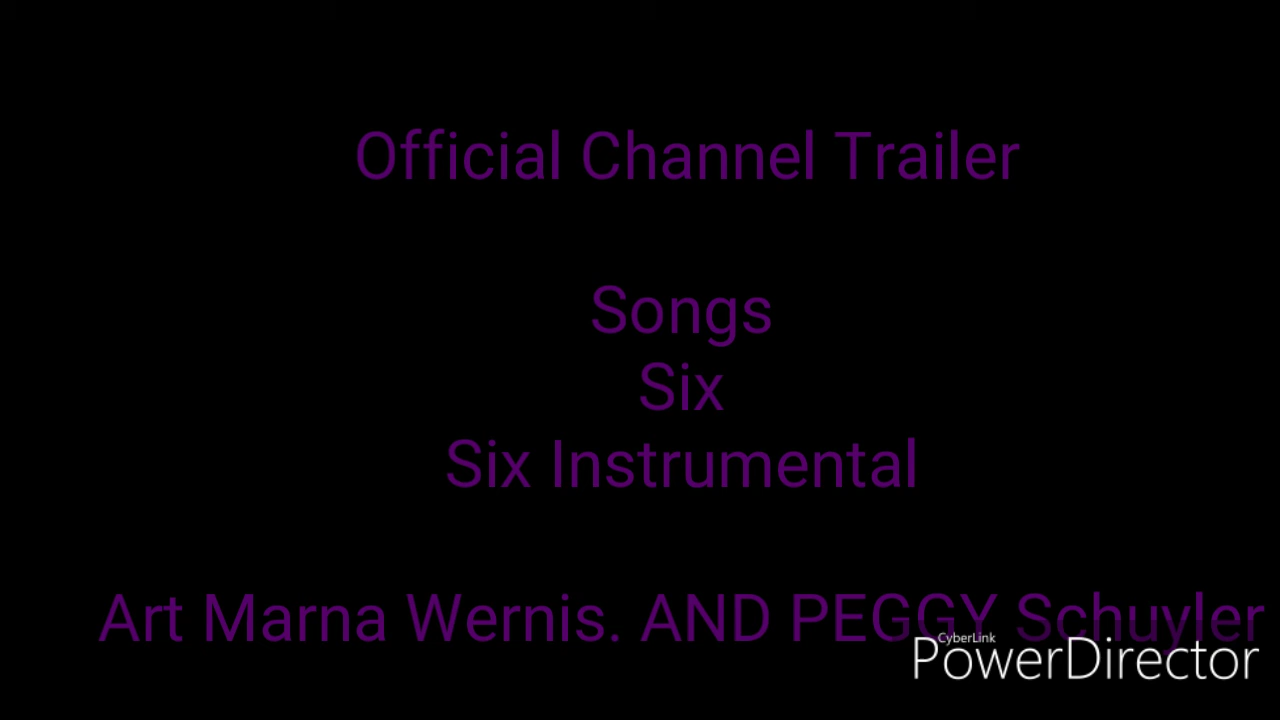 Official Channel Trailer
Songs
Six
Six Instrumental
Art Marna Wernis. AND PEGGY Schuyler
CyberLink
PowerDirector